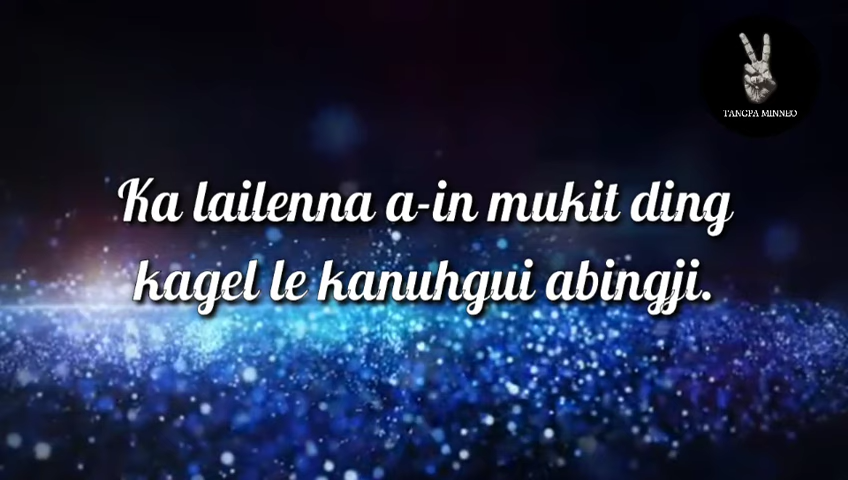 TANGPA MINNEO
Ka lailenna a-in mukit ding
kagel le kanuhgui abingji.